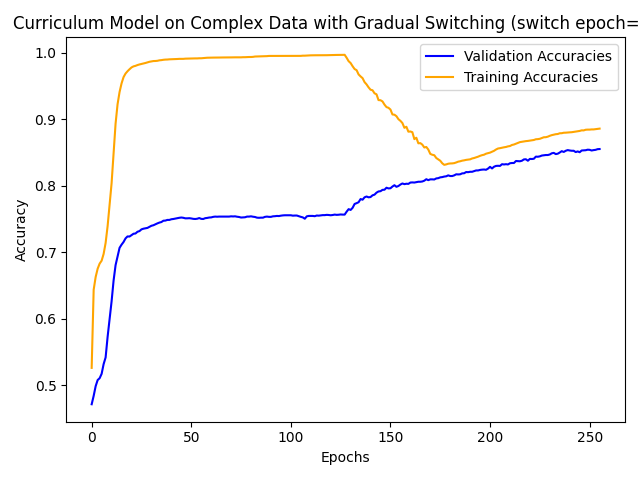 Curriculum Model on Complex Data with Gradual Switching (switch epoch=
Validation Accuracies
Training Accuracies
1.0
0.9
0.8
0.7
0.6
0.5
Accuracy
0
50
100
150
200
250
Epochs